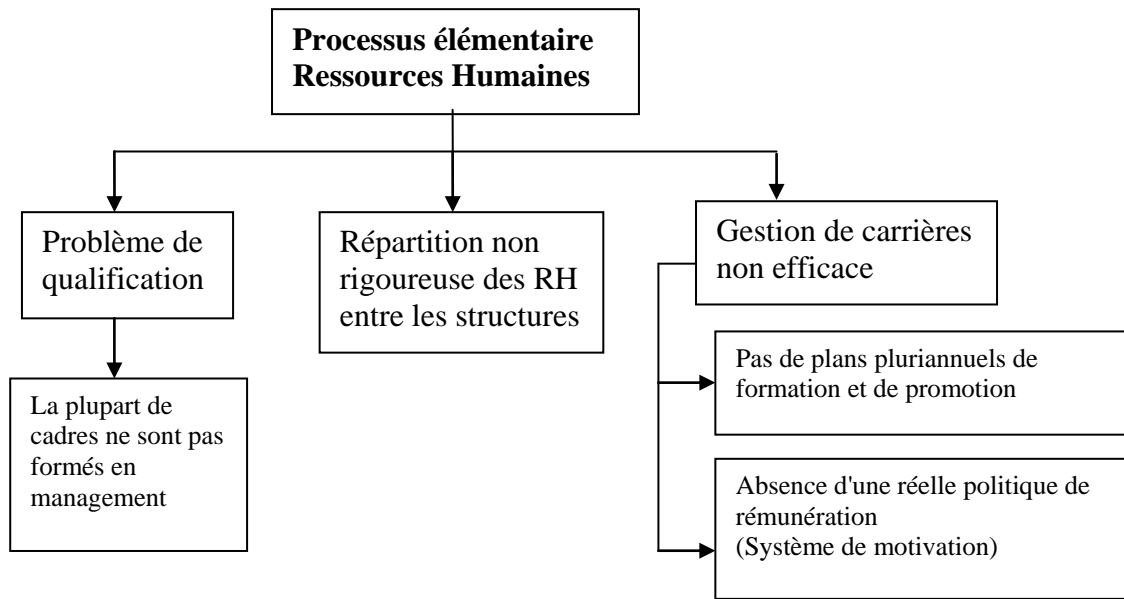 Processus élémentaire
Ressources Humaines
Problème de
qualification
Répartition non
rigoureuse des RH
entre les structures
Gestion de carrières
non efficace
La plupart de
cadres ne sont pas
formés en
management
Pas de plans pluriannuels de
formation et de promotion
Absence d'une réelle politique de
rémunération
(Système de motivation)